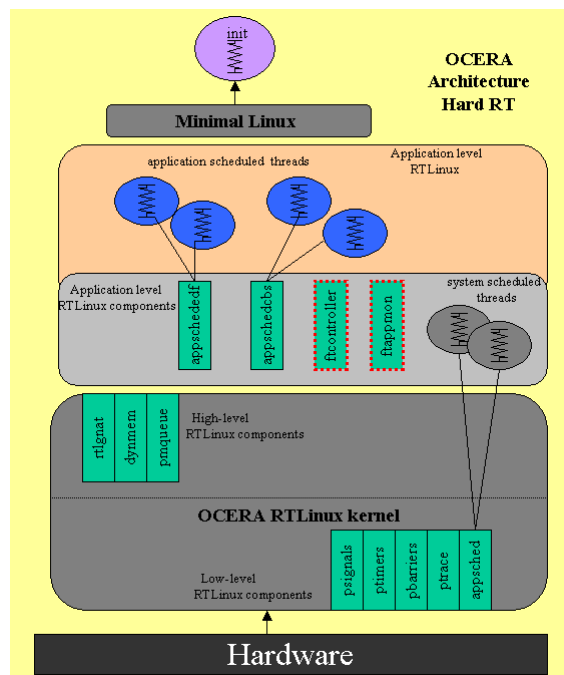 init
OCERA
Architecture
Hard RT
Minimal Linux
application scheduled threads
Application level
RTLinux
Application level
RTLinux components
appschededf
appschedcbs
ftcontroller
ftappmon
system scheduled
threads
rtlgnat
dynmem
pmqueue
High-level
RTLinux components
OCERA RTLinux kernel
Low-level
RTLinux components
psignals
ptimers
pbarriers
ptrace
appsched
Hardware